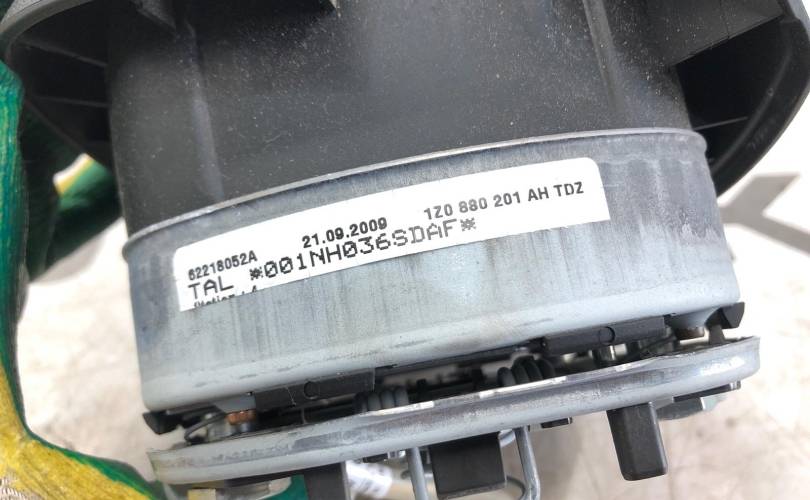 62218052A 21.09.2009 1Z0 880 201 AH TDZ
TAL *001NH036SDAF*